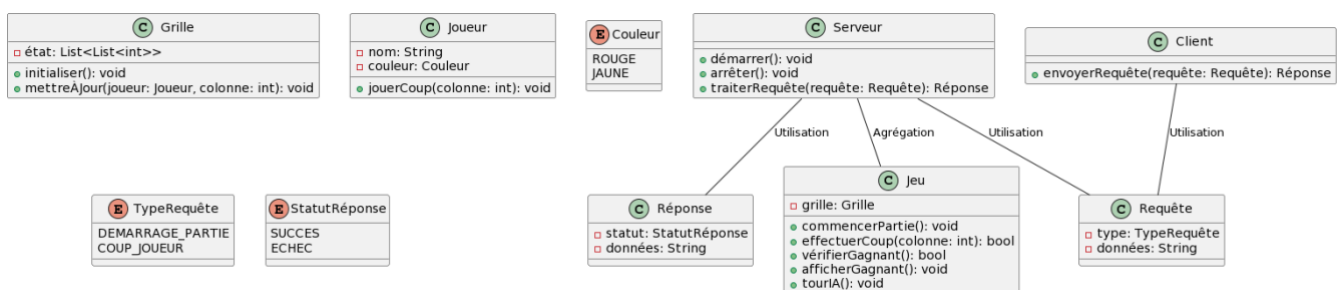 C Grille
état: List<List<int>>
initialiser(): void
mettreÀJour(joueur: Joueur, colonne: int): void
C Joueur
nom: String
couleur: Couleur
jouerCoup(colonne: int): void
E Couleur
ROUGE
JAUNE
C Serveur
démarrer(): void
arrêter(): void
traiterRequête(requête: Requête): Réponse
C Client
envoyerRequête(requête: Requête): Réponse
Utilisation
Agrégation
Utilisation
Utilisation
E TypeRequête
DEMARRAGE_PARTIE
COUP_JOUEUR
E StatutRéponse
SUCCES
ECHEC
C Réponse
statut: StatutRéponse
données: String
C Jeu
grille: Grille
commencerPartie(): void
effectuerCoup(colonne: int): bool
vérifierGagnant(): bool
afficherGagnant(): void
tourIA(): void
C Requête
type: TypeRequête
données: String